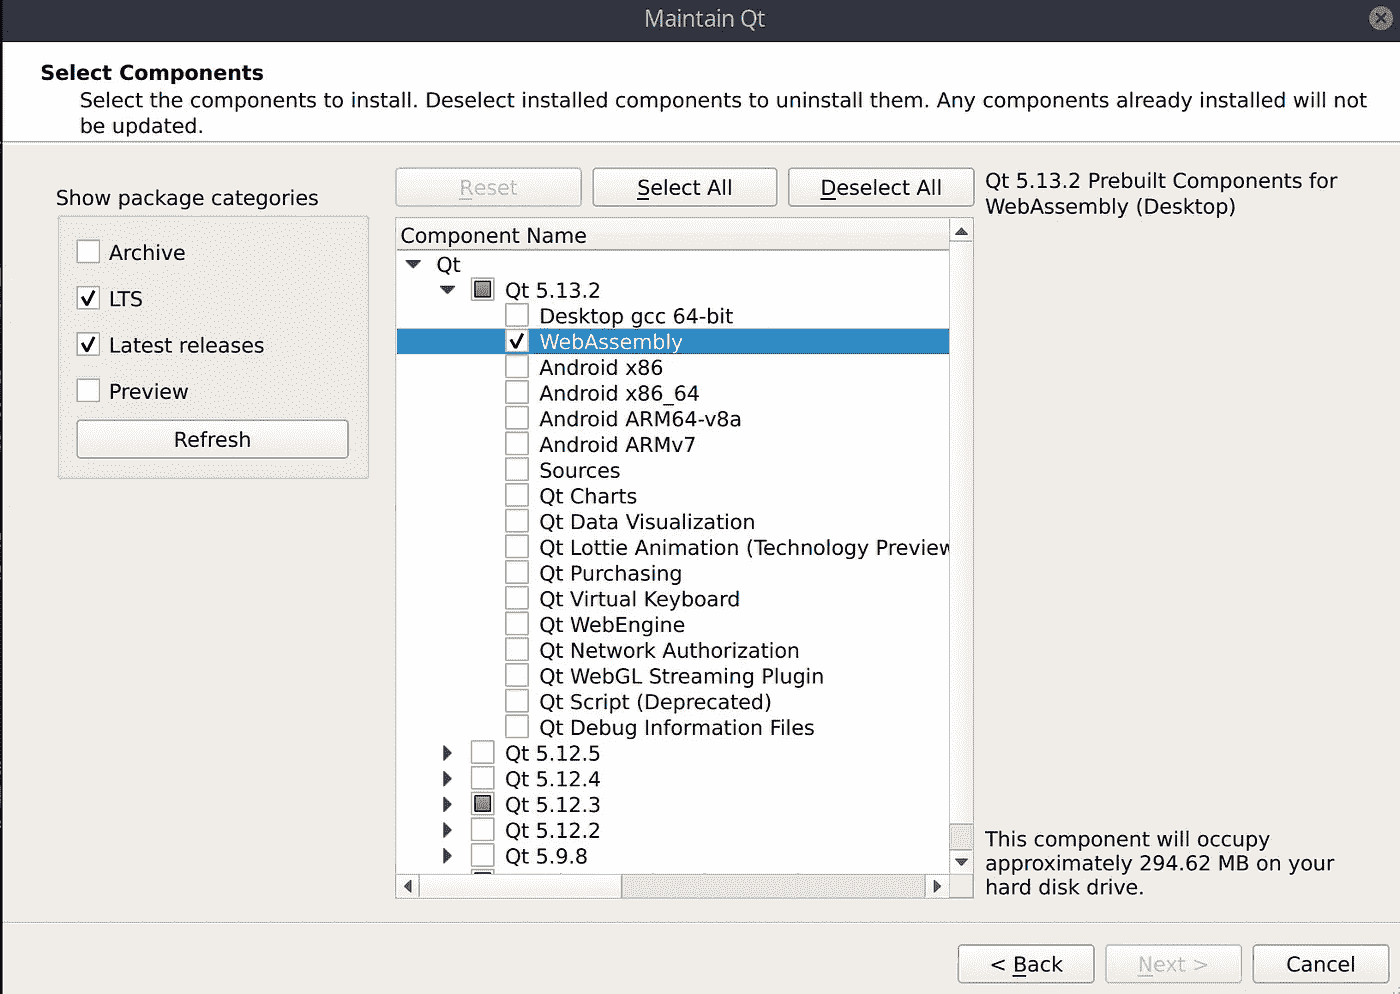 Maintain Qt
Select Components
Select the components to install. Deselect installed components to uninstall them. Any components already installed will not
be updated.
Show package categories
Archive
LTS
Latest releases
Preview
Refresh
Reset
Select All
Deselect All
Component Name
Qt
Qt 5.13.2
Desktop gcc 64-bit
WebAssembly
Android x86
Android x86_64
Android ARM64-v8a
Android ARMv7
Sources
Qt Charts
Qt Data Visualization
Qt Lottie Animation (Technology Preview
Qt Purchasing
Qt Virtual Keyboard
Qt WebEngine
Qt Network Authorization
Qt WebGL Streaming Plugin
Qt Script (Deprecated)
Qt Debug Information Files
Qt 5.12.5
Qt 5.12.4
Qt 5.12.3
Qt 5.12.2
Qt 5.9.8
Qt 5.13.2 Prebuilt Components for
WebAssembly (Desktop)
This component will occupy
approximately 294.62 MB on your
hard disk drive.
< Back
Next >
Cancel